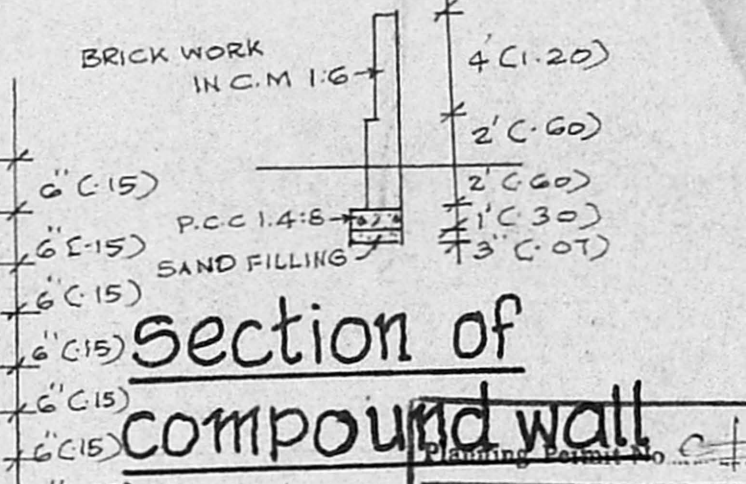 BRICK WORK
IN C.M 1:6
4' (1.20)
2' (.60)
2' (.60)
P.C.C 1:4:8
1' (.30)
SAND FILLING
3" (.07)
6" (.15)
6" (.15)
6" (.15)
6" (.15)
6" (.15)
6" (.15)
section of
compound wall
Planning Permit No